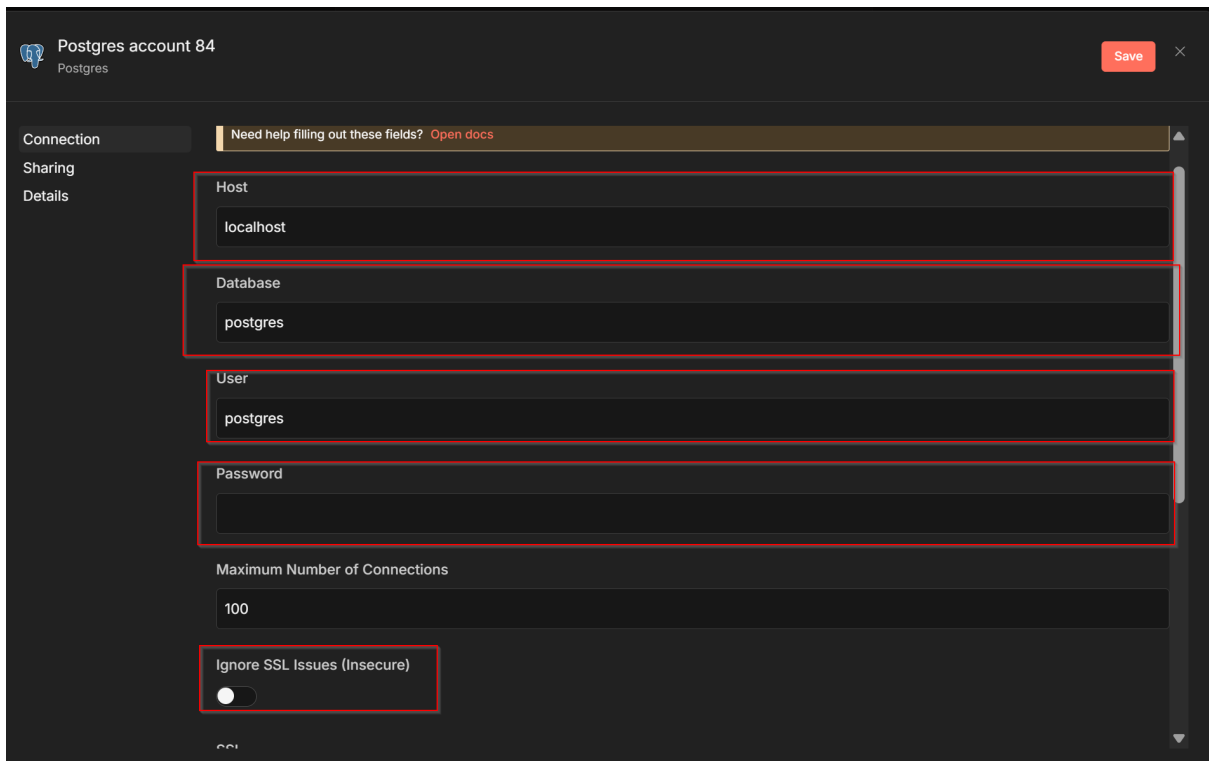 Postgres account 84
Postgres
Save
Connection
Sharing
Details
Need help filling out these fields? Open docs
Host
localhost
Database
postgres
User
postgres
Password
Maximum Number of Connections
100
Ignore SSL Issues (Insecure)
SSL